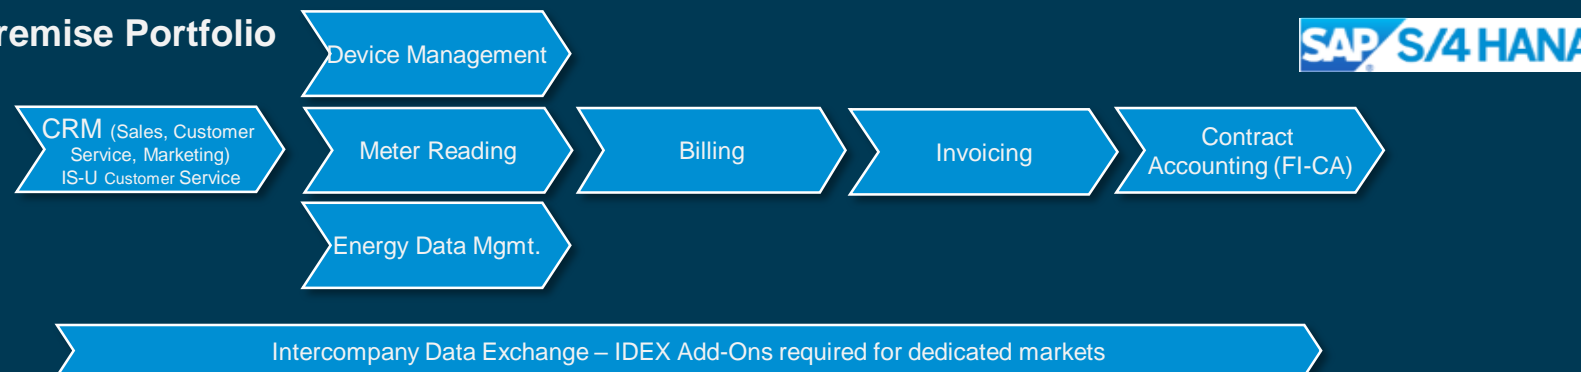 remise Portfolio
SAP S/4 HANA
Device Management
CRM (Sales, Customer
Service, Marketing)
IS-U Customer Service
Meter Reading
Billing
Invoicing
Contract
Accounting (FI-CA)
Energy Data Mgmt.
Intercompany Data Exchange – IDEX Add-Ons required for dedicated markets